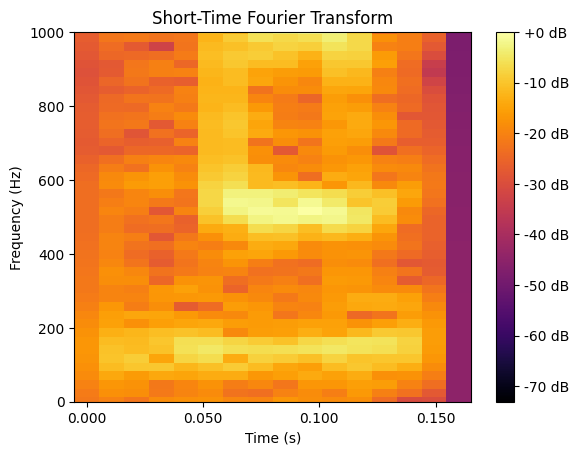 Short-Time Fourier Transform
1000
800
600
400
200
0
Frequency (Hz)
0.000
0.050
0.100
0.150
Time (s)
+0 dB
-10 dB
-20 dB
-30 dB
-40 dB
-50 dB
-60 dB
-70 dB